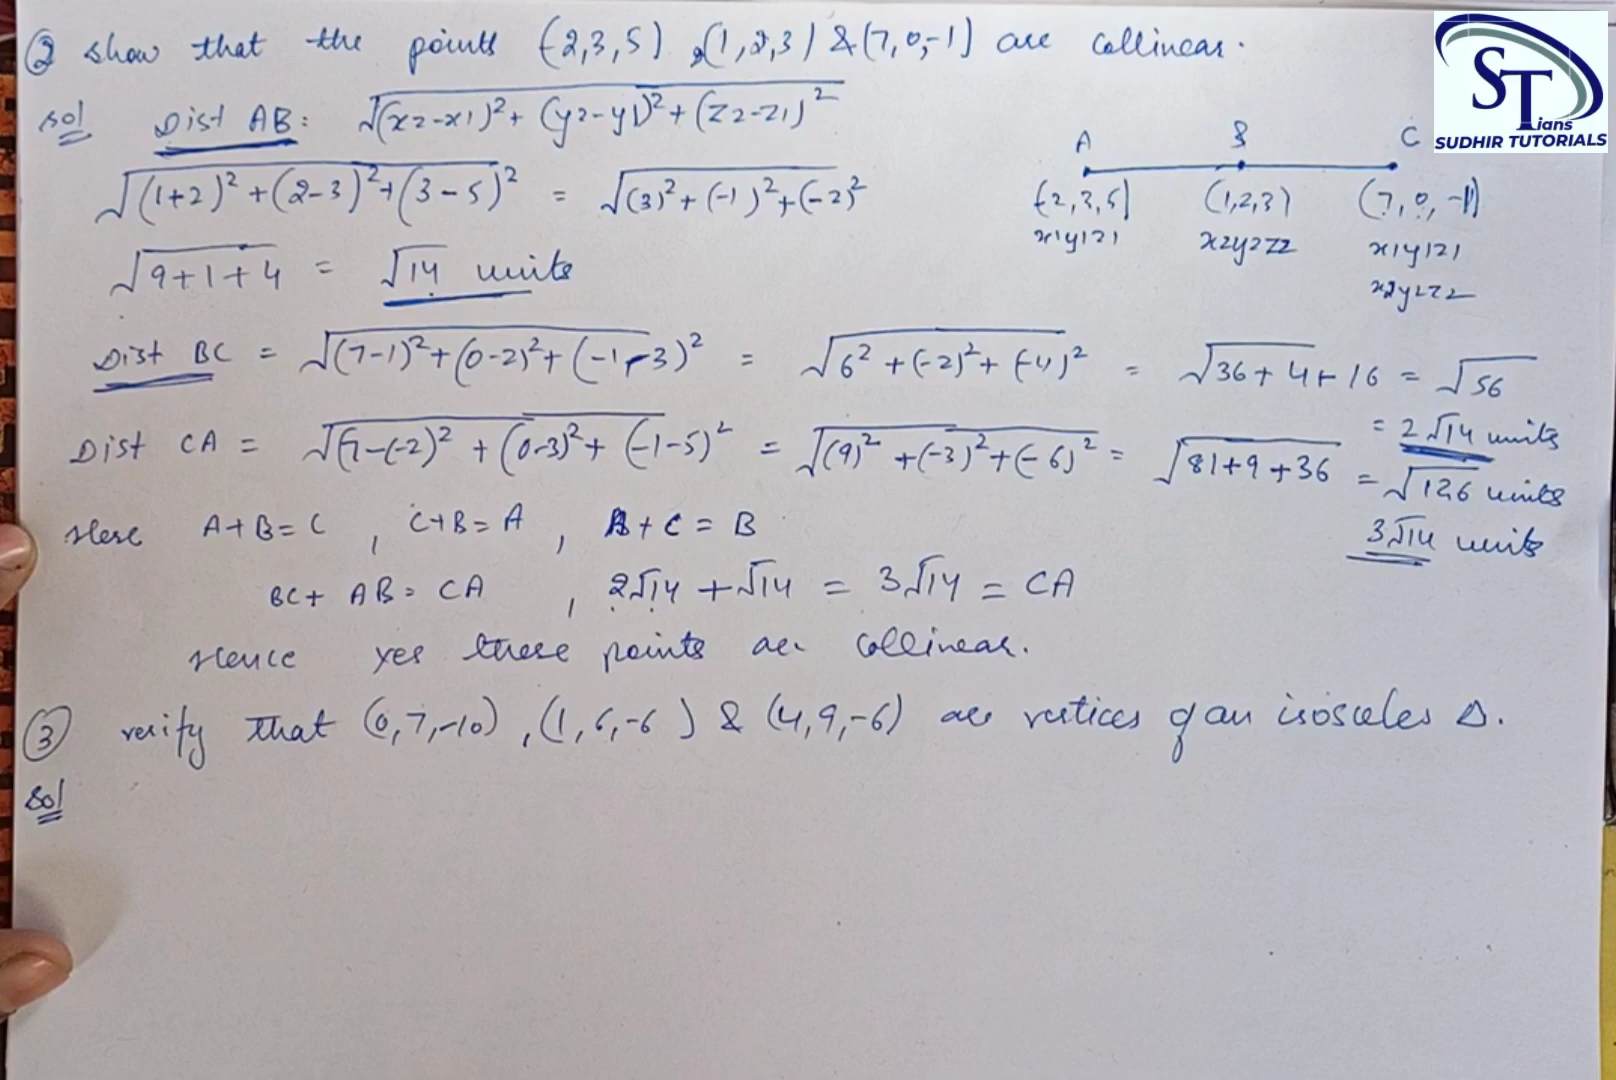 ② show that the points (-2,3,5), (1,2,3) & (7,0,-1) are collinear.
Sol Dist AB: √(x2-x1)²+(y2-y1)²+(z2-z1)²
√(1+2)²+(2-3)²+(3-5)² = √(3)²+(-1)²+(-2)²
√9+1+4 = √14 units
A B C
(-2,3,5) (1,2,3) (7,0,-1)
x1y1z1 x2y2z2 x1y1z1
x2y2z2
Dist BC = √(7-1)²+(0-2)²+(-1-3)² = √6²+(-2)²+(-4)² = √36+4+16 = √56
= 2√14 units
Dist CA = √(7-(-2)² + (0-3)²+(-1-5)² = √(9)²+(-3)²+(-6)² = √81+9+36 = √126 units
3√14 units
Here A+B=C , C+B=A , A+C=B
BC+ AB= CA , 2√14 + √14 = 3√14 = CA
Hence yes these points are collinear.
③ verify that (0,7,-10), (1,6,-6) & (4,9,-6) are vertices of an isosceles Δ.
Sol
ST
ians
SUDHIR TUTORIALS